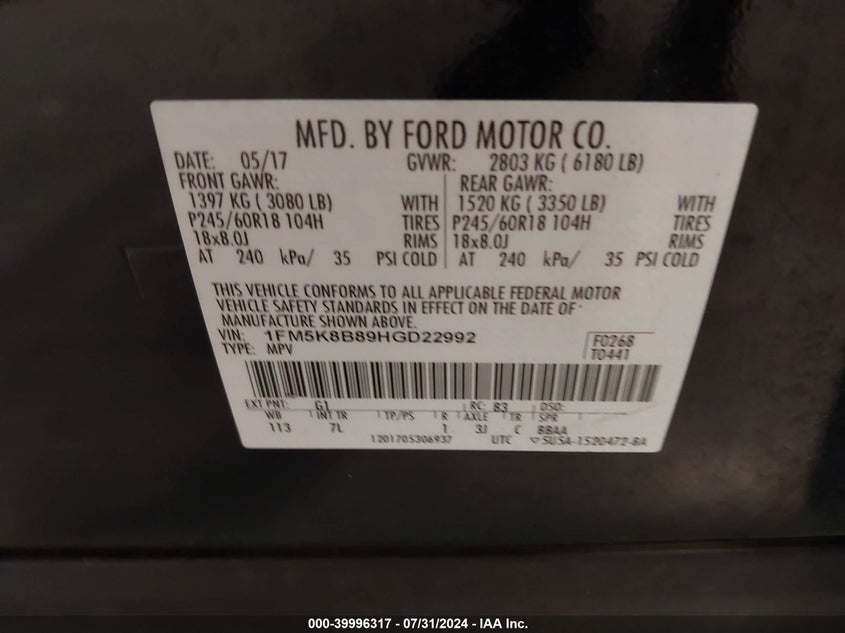 MFD. BY FORD MOTOR CO.
DATE: 05/17 GVWR: 2803 KG ( 6180 LB)
FRONT GAWR: REAR GAWR:
1397 KG ( 3080 LB) WITH 1520 KG ( 3350 LB) WITH
P245/60R18 104H TIRES P245/60R18 104H TIRES
18x8.0J RIMS 18x8.0J RIMS
AT 240 kPa/ 35 PSI COLD AT 240 kPa/ 35 PSI COLD
THIS VEHICLE CONFORMS TO ALL APPLICABLE FEDERAL MOTOR
VEHICLE SAFETY STANDARDS IN EFFECT ON THE DATE OF
MANUFACTURE SHOWN ABOVE.
VIN: 1FM5K8B89HGD22992 F0268
TYPE: MPV T0441
EXT PNT: G1 RC: 83 DSO:
WB INT TR TP/PS R AXLE TR SPR
113 7L 1 3J C BBAA
1201705306937 UTC 5U5A-1520472-BA
000-39996317 - 07/31/2024 - IAA Inc.